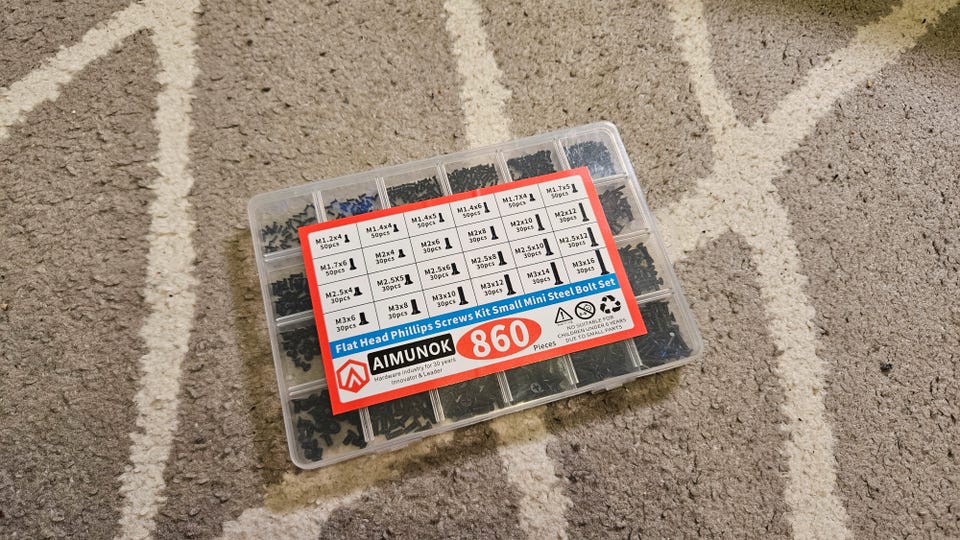 M1.2x4 M1.4x4 M1.4x5 M1.4x6 M1.7X4 M1.7x5
50pcs 50pcs 50pcs 50pcs 50pcs 50pcs
M1.7x6 M2x4 M2x6 M2x8 M2x10 M2x12
50pcs 30pcs 30pcs 30pcs 30pcs 30pcs
M2.5x4 M2.5X5 M2.5x6 M2.5x8 M2.5x10 M2.5x12
30pcs 30pcs 30pcs 30pcs 30pcs 30pcs
M3x6 M3x8 M3x10 M3x12 M3x14 M3x16
30pcs 30pcs 30pcs 30pcs 30pcs 30pcs
Flat Head Phillips Screws Kit Small Mini Steel Bolt Set
AIMUNOK
Hardware industry for 20 years
Innovator & Leader
860 Pieces
NO SUITABLE FOR
CHILDREN UNDER 6 YEARS
DUE TO SMALL PARTS